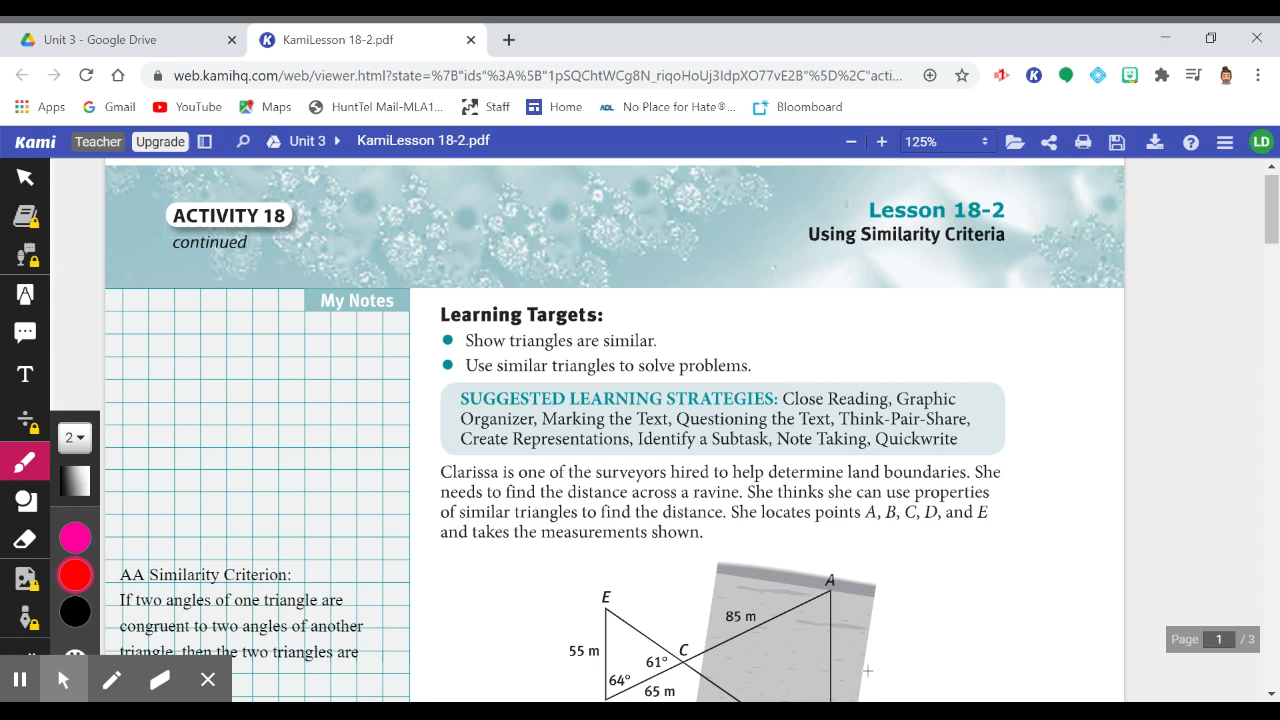 Unit 3 - Google Drive
KamiLesson 18-2.pdf
web.kamihq.com/web/viewer.html?state=%7B"ids"%3A%5B"1pSQChtWCg8N_riqoHoUj3IdpXO77vE2B"%5D%2C"acti...
Apps
Gmail
YouTube
Maps
HuntTel Mail-MLA1...
Staff
Home
ADL No Place for Hate®...
Bloomboard
Kami
Teacher
Upgrade
Unit 3
KamiLesson 18-2.pdf
125%
LD
ACTIVITY 18
continued
Lesson 18-2
Using Similarity Criteria
My Notes
Learning Targets:
Show triangles are similar.
Use similar triangles to solve problems.
SUGGESTED LEARNING STRATEGIES: Close Reading, Graphic
Organizer, Marking the Text, Questioning the Text, Think-Pair-Share,
Create Representations, Identify a Subtask, Note Taking, Quickwrite
Clarissa is one of the surveyors hired to help determine land boundaries. She
needs to find the distance across a ravine. She thinks she can use properties
of similar triangles to find the distance. She locates points A, B, C, D, and E
and takes the measurements shown.
2
T
AA Similarity Criterion:
If two angles of one triangle are
congruent to two angles of another
triangle, then the two triangles are
A
E
85 m
55 m
C
61°
64°
65 m
Page 1 / 3